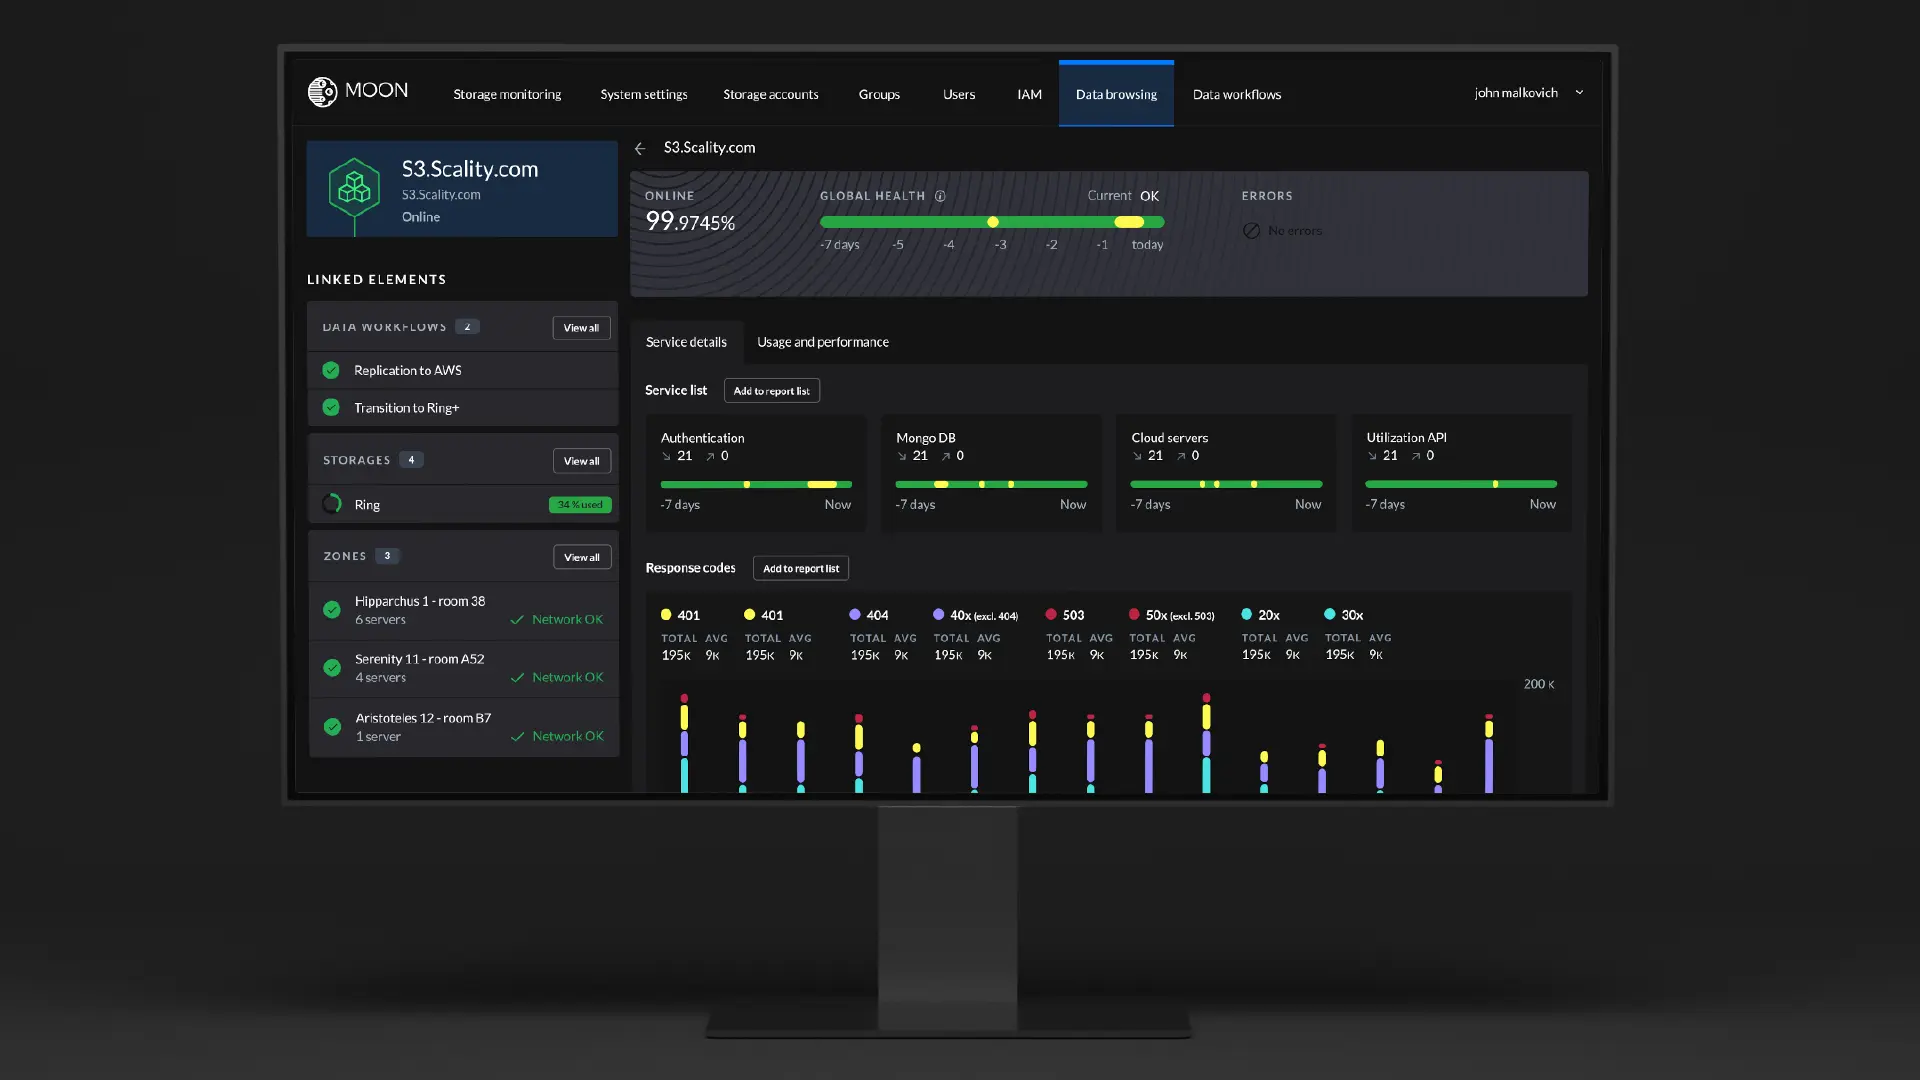 MOON
Storage monitoring
System settings
Storage accounts
Groups
Users
IAM
Data browsing
Data workflows
john malkovich
S3.Scality.com
S3.Scality.com
Online
LINKED ELEMENTS
DATA WORKFLOWS 2 View all
Replication to AWS
Transition to Ring+
STORAGES 4 View all
Ring 34 % used
ZONES 3 View all
Hipparchus 1 - room 38
6 servers Network OK
Serenity 11 - room A52
4 servers Network OK
Aristoteles 12 - room B7
1 server Network OK
S3.Scality.com
ONLINE
99.9745%
GLOBAL HEALTH Current OK
-7 days -5 -4 -3 -2 -1 today
ERRORS
No errors
Service details
Usage and performance
Service list Add to report list
Authentication
21 0
-7 days Now
Mongo DB
21 0
-7 days Now
Cloud servers
21 0
-7 days Now
Utilization API
21 0
-7 days Now
Response codes Add to report list
401
TOTAL AVG
195K 9K
401
TOTAL AVG
195K 9K
404
TOTAL AVG
195K 9K
40x (excl. 404)
TOTAL AVG
195K 9K
503
TOTAL AVG
195K 9K
50x (excl. 503)
TOTAL AVG
195K 9K
20x
TOTAL AVG
195K 9K
30x
TOTAL AVG
195K 9K
200 K